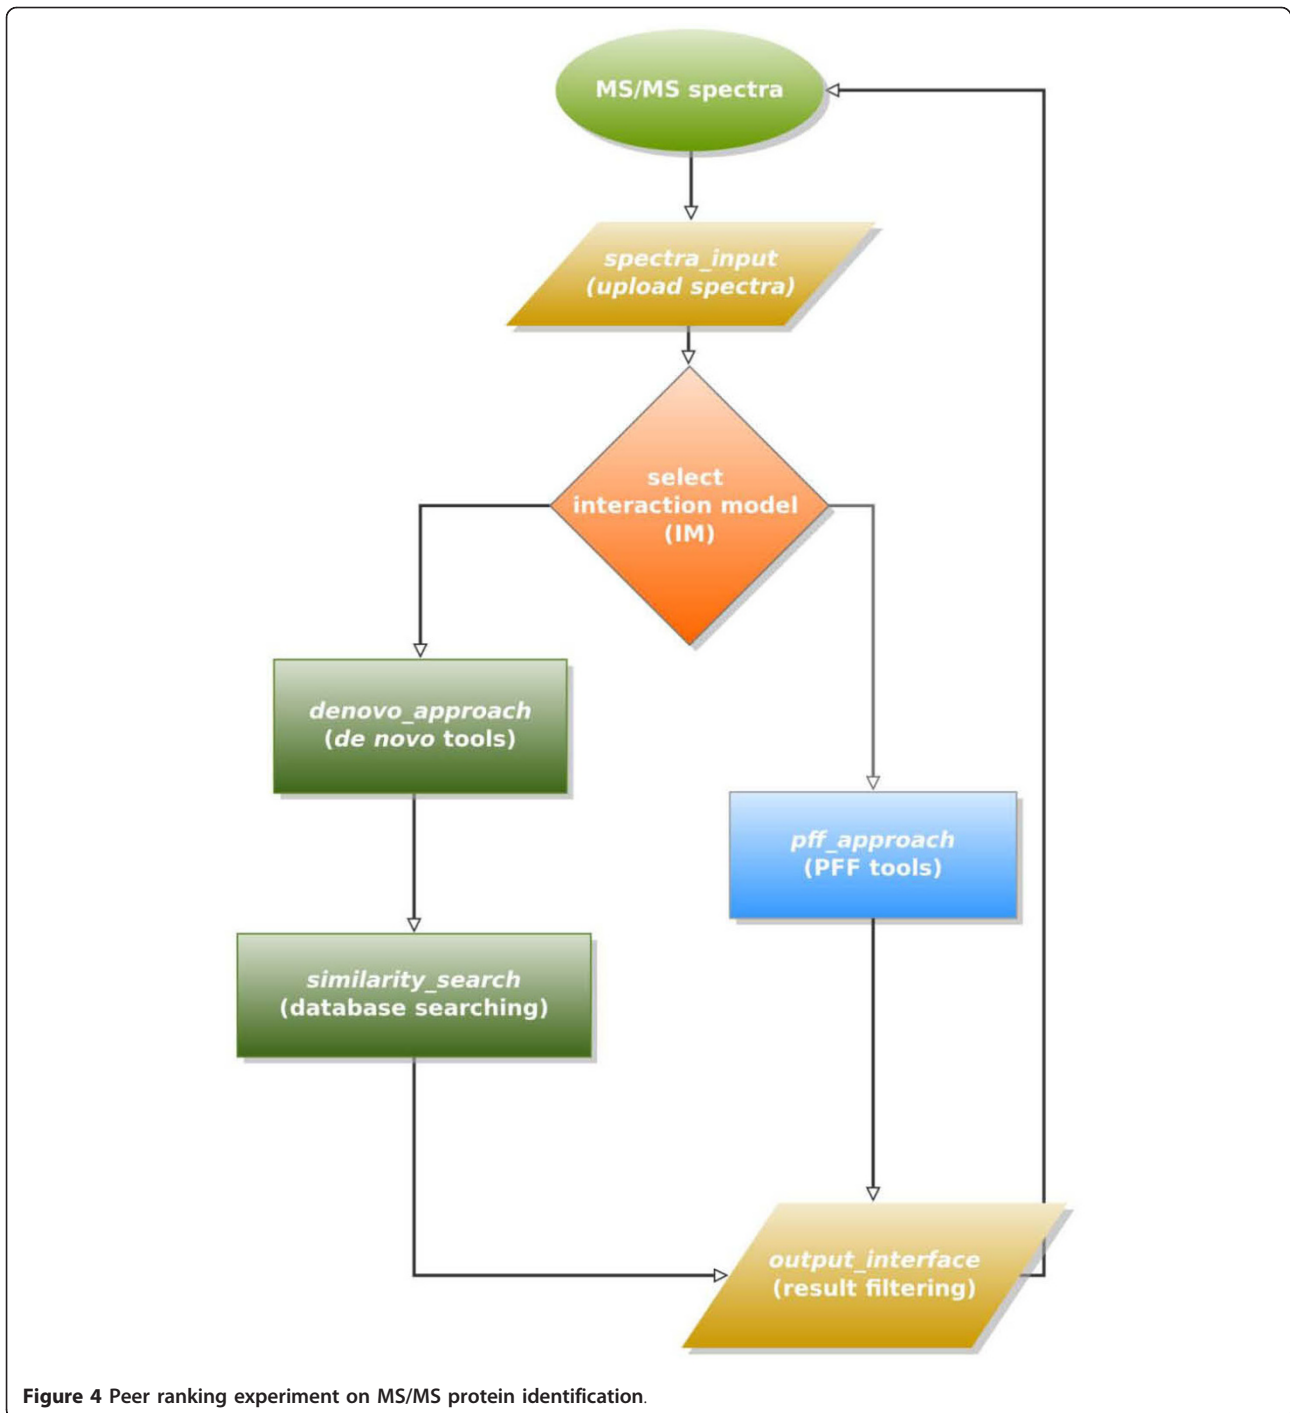 MS/MS spectra
spectra_input
(upload spectra)
select
interaction model
(IM)
denovo_approach
(de novo tools)
pff_approach
(PFF tools)
similarity_search
(database searching)
output_interface
(result filtering)
Figure 4 Peer ranking experiment on MS/MS protein identification.